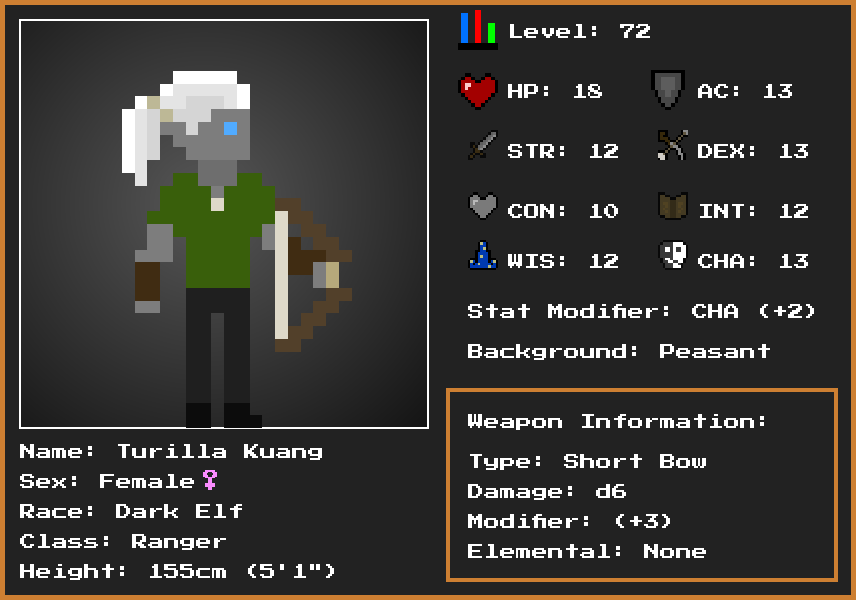 Level: 72
HP: 18
AC: 13
STR: 12
DEX: 13
CON: 10
INT: 12
WIS: 12
CHA: 13
Stat Modifier: CHA (+2)
Background: Peasant
Weapon Information:
Type: Short Bow
Damage: d6
Modifier: (+3)
Elemental: None
Name: Turilla Kuang
Sex: Female♀
Race: Dark Elf
Class: Ranger
Height: 155cm (5'1")